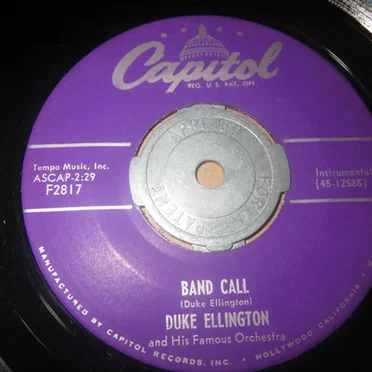 Capitol
REG. U.S. PAT. OFF.
Tempo Music, Inc.
ASCAP-2:29
F2817
Instrumental
(45-12585)
BAND CALL
(Duke Ellington)
DUKE ELLINGTON
and His Famous Orchestra
MANUFACTURED BY CAPITOL RECORDS, INC. • HOLLYWOOD CALIFORNIA •